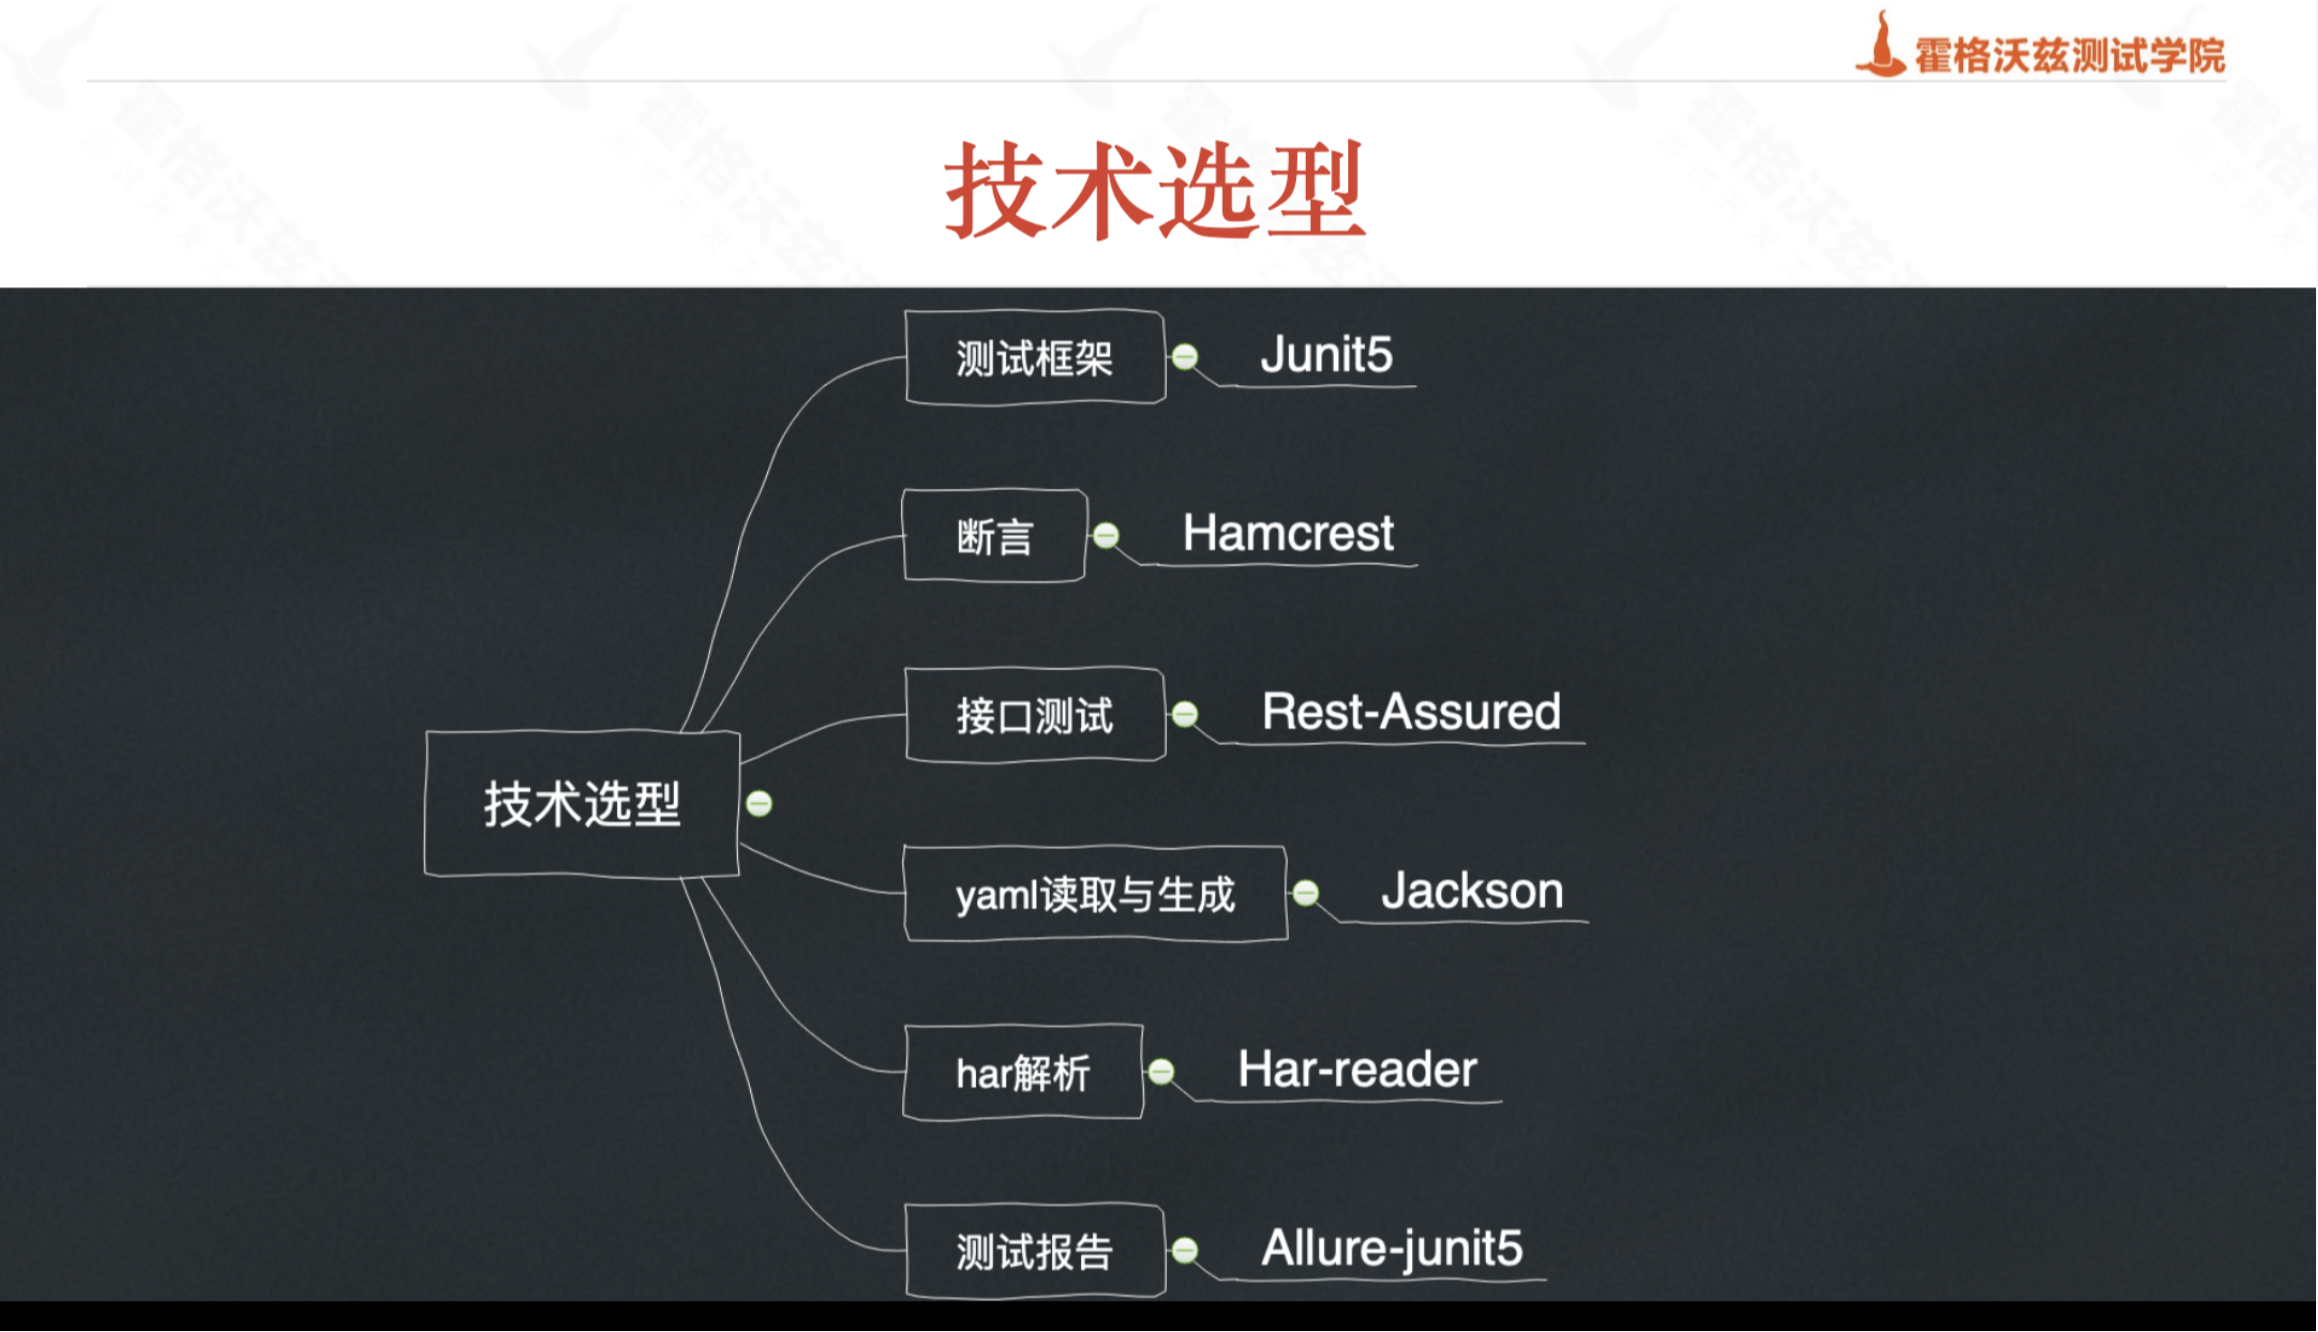 霍格沃兹测试学院
技术选型
测试框架 Junit5
断言 Hamcrest
接口测试 Rest-Assured
技术选型
yaml读取与生成 Jackson
har解析 Har-reader
测试报告 Allure-junit5